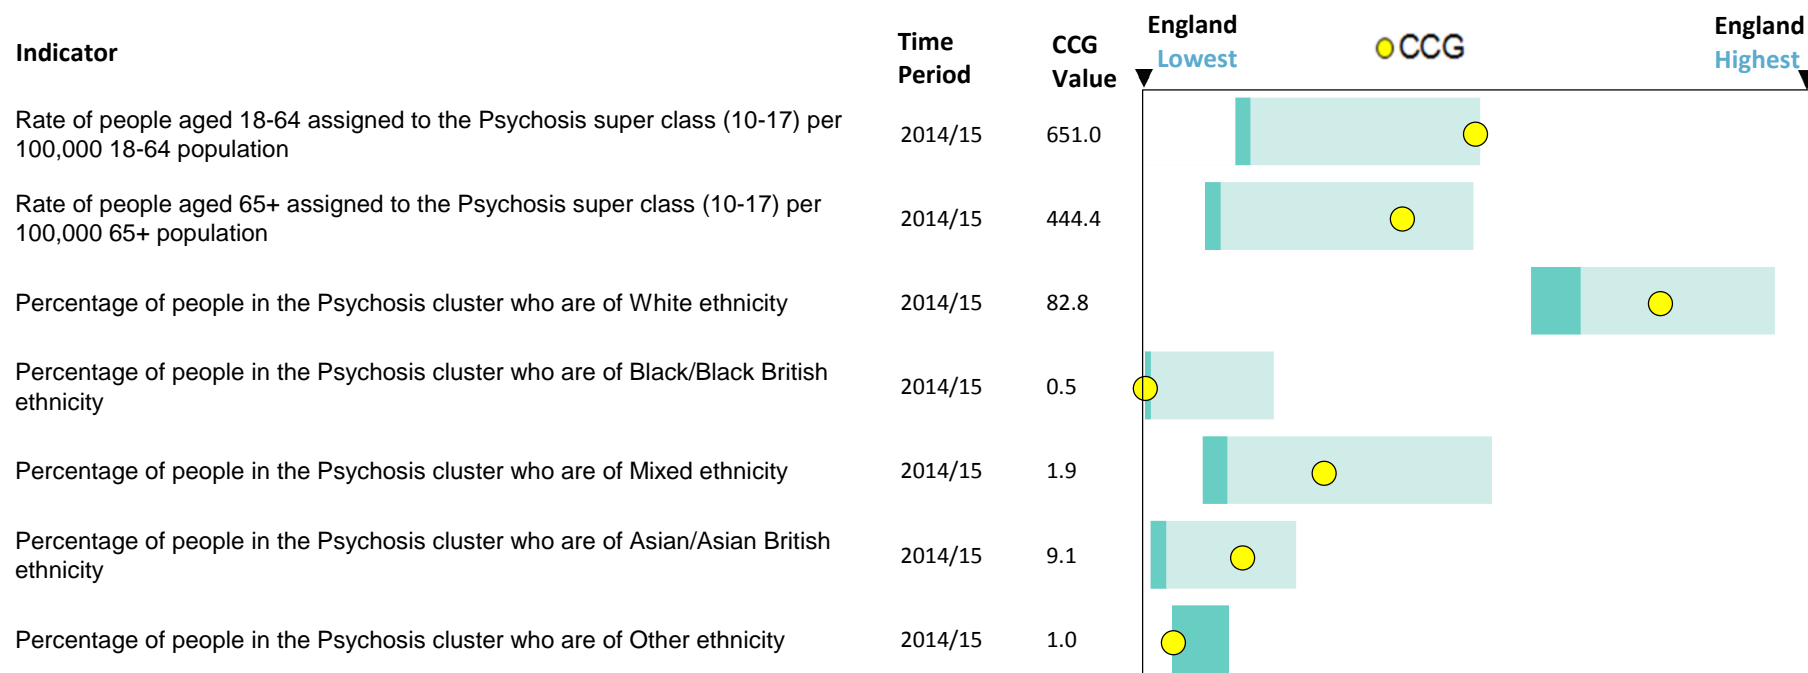 Indicator
Time
Period
CCG
Value
England
Lowest
CCG
England
Highest
Rate of people aged 18-64 assigned to the Psychosis super class (10-17) per
100,000 18-64 population
2014/15
651.0
Rate of people aged 65+ assigned to the Psychosis super class (10-17) per
100,000 65+ population
2014/15
444.4
Percentage of people in the Psychosis cluster who are of White ethnicity
2014/15
82.8
Percentage of people in the Psychosis cluster who are of Black/Black British
ethnicity
2014/15
0.5
Percentage of people in the Psychosis cluster who are of Mixed ethnicity
2014/15
1.9
Percentage of people in the Psychosis cluster who are of Asian/Asian British
ethnicity
2014/15
9.1
Percentage of people in the Psychosis cluster who are of Other ethnicity
2014/15
1.0